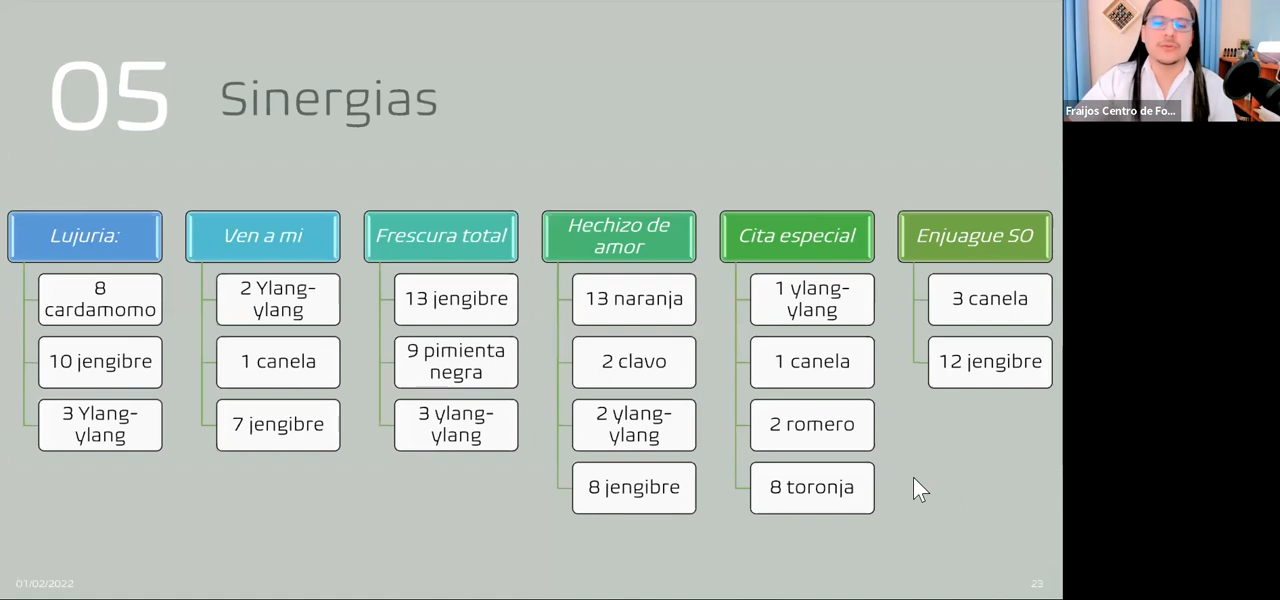 05
Sinergias
Lujuria:
8
cardamomo
10 jengibre
3 Ylang-
ylang
Ven a mi
2 Ylang-
ylang
1 canela
7 jengibre
Frescura total
13 jengibre
9 pimienta
negra
3 ylang-
ylang
Hechizo de
amor
13 naranja
2 clavo
2 ylang-
ylang
8 jengibre
Cita especial
1 ylang-
ylang
1 canela
2 romero
8 toronja
Enjuague SO
3 canela
12 jengibre
01/02/2022
23
Fraijos Centro de Fo...